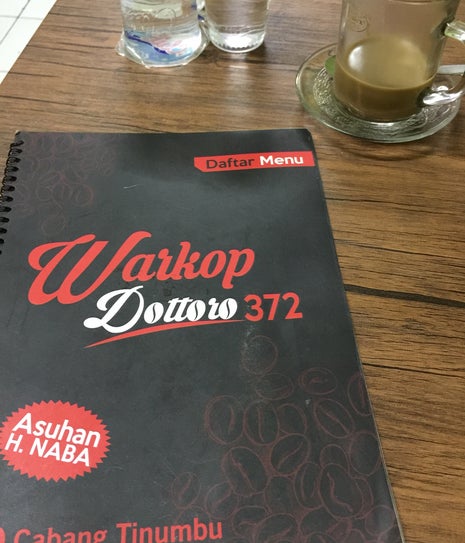 Daftar Menu
Warkop
Dottoro 372
Asuhan
H. NABA
Cabang Tinumbu